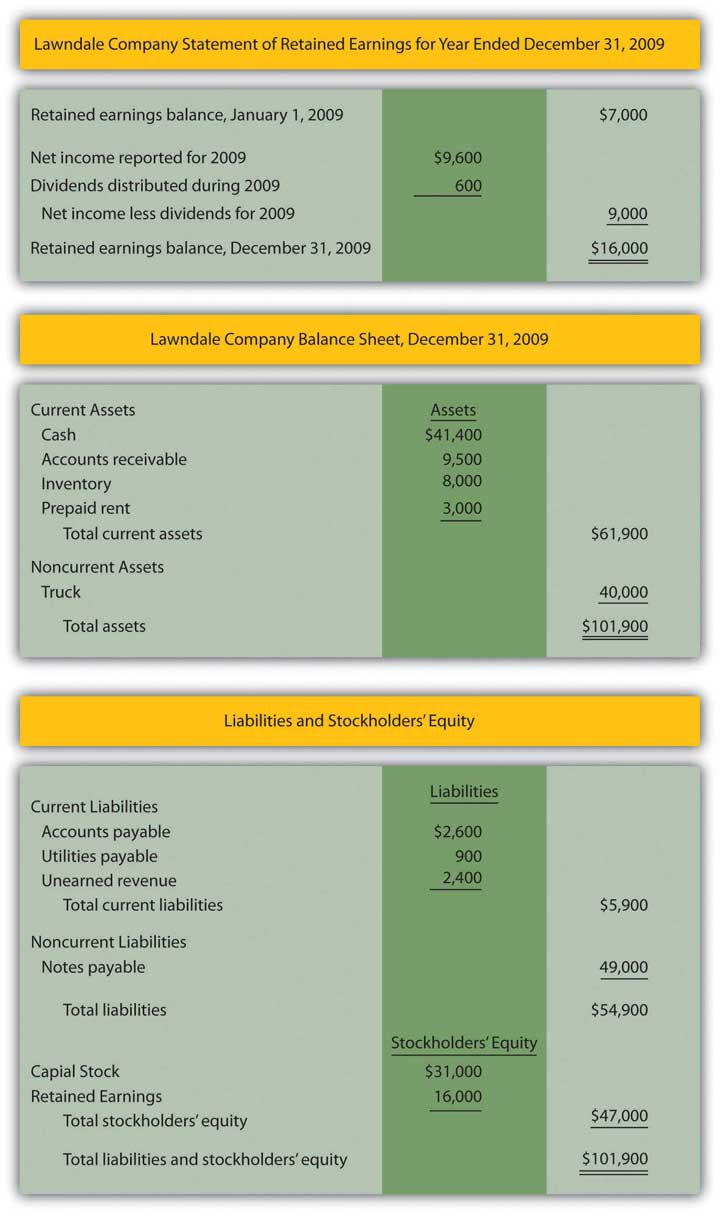 Lawndale Company Statement of Retained Earnings for Year Ended December 31, 2009
Retained earnings balance, January 1, 2009 $7,000
Net income reported for 2009 $9,600
Dividends distributed during 2009 600
Net income less dividends for 2009 9,000
Retained earnings balance, December 31, 2009 $16,000
Lawndale Company Balance Sheet, December 31, 2009
Current Assets Assets
Cash $41,400
Accounts receivable 9,500
Inventory 8,000
Prepaid rent 3,000
Total current assets $61,900
Noncurrent Assets
Truck 40,000
Total assets $101,900
Liabilities and Stockholders' Equity
Liabilities
Current Liabilities
Accounts payable $2,600
Utilities payable 900
Unearned revenue 2,400
Total current liabilities $5,900
Noncurrent Liabilities
Notes payable 49,000
Total liabilities $54,900
Stockholders' Equity
Capial Stock $31,000
Retained Earnings 16,000
Total stockholders' equity $47,000
Total liabilities and stockholders' equity $101,900